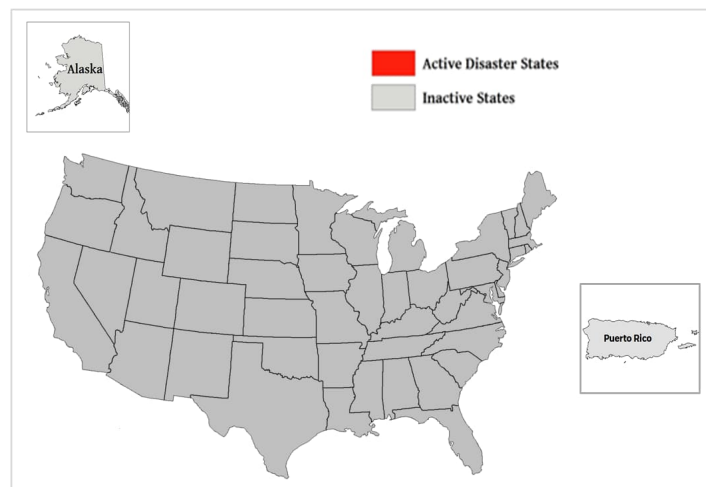 Alaska
Active Disaster States
Inactive States
Puerto Rico